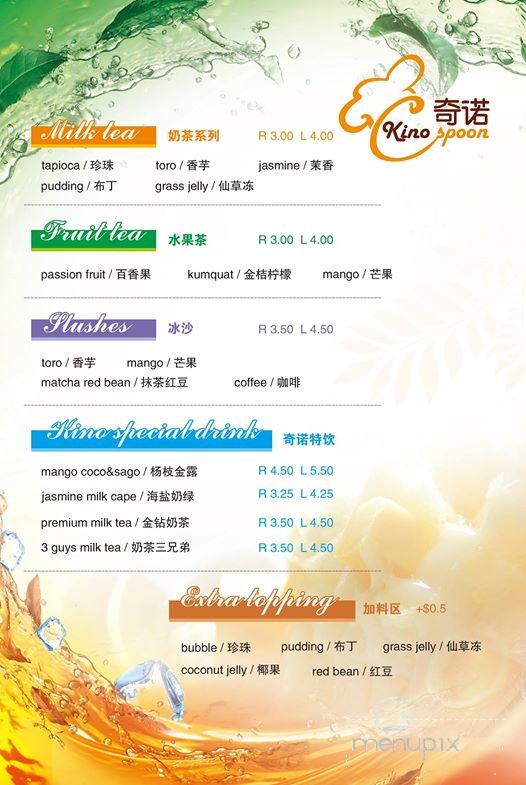 奇诺
Kino spoon
Milk tea 奶茶系列 R 3.00 L 4.00
tapioca / 珍珠 toro / 香芋 jasmine / 茉香
pudding / 布丁 grass jelly / 仙草冻
Fruit tea 水果茶 R 3.00 L 4.00
passion fruit / 百香果 kumquat / 金桔柠檬 mango / 芒果
Slushes 冰沙 R 3.50 L 4.50
toro / 香芋 mango / 芒果
matcha red bean / 抹茶红豆 coffee / 咖啡
Kino special drink 奇诺特饮
mango coco&sago / 杨枝金露 R 4.50 L 5.50
jasmine milk cape / 海盐奶绿 R 3.25 L 4.25
premium milk tea / 金钻奶茶 R 3.50 L 4.50
3 guys milk tea / 奶茶三兄弟 R 3.50 L 4.50
Extra topping 加料区 +$0.5
bubble / 珍珠 pudding / 布丁 grass jelly / 仙草冻
coconut jelly / 椰果 red bean / 红豆
menupix